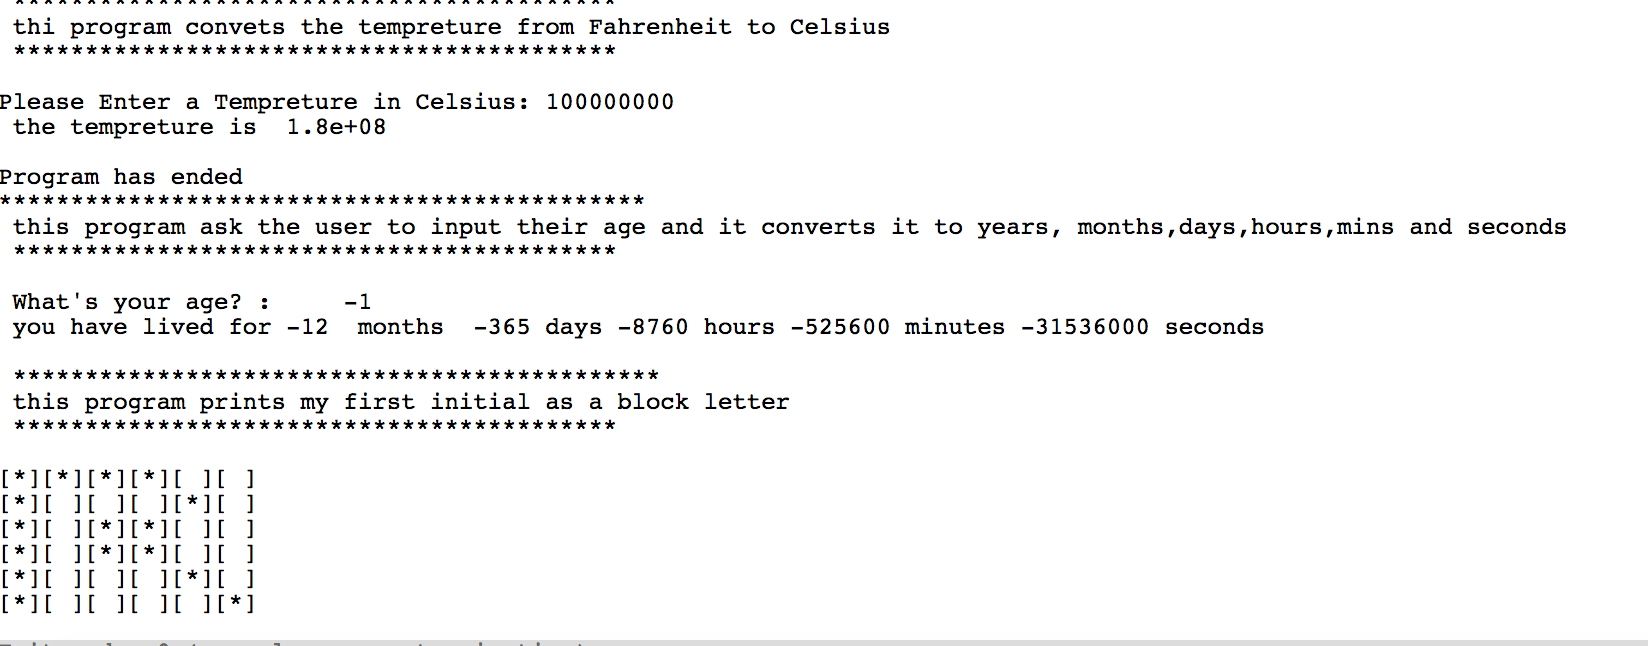 ******************************************
thi program convets the tempreture from Fahrenheit to Celsius
******************************************
Please Enter a Tempreture in Celsius: 100000000
the tempreture is  1.8e+08
Program has ended
*********************************************
this program ask the user to input their age and it converts it to years, months,days,hours,mins and seconds
******************************************
What's your age? :     -1
you have lived for -12  months  -365 days -8760 hours -525600 minutes -31536000 seconds
*********************************************
this program prints my first initial as a block letter
******************************************
[*][*][*][*][ ][ ]
[*][ ][ ][ ][*][ ]
[*][ ][*][*][ ][ ]
[*][ ][*][*][ ][ ]
[*][ ][ ][ ][*][ ]
[*][ ][ ][ ][ ][*]